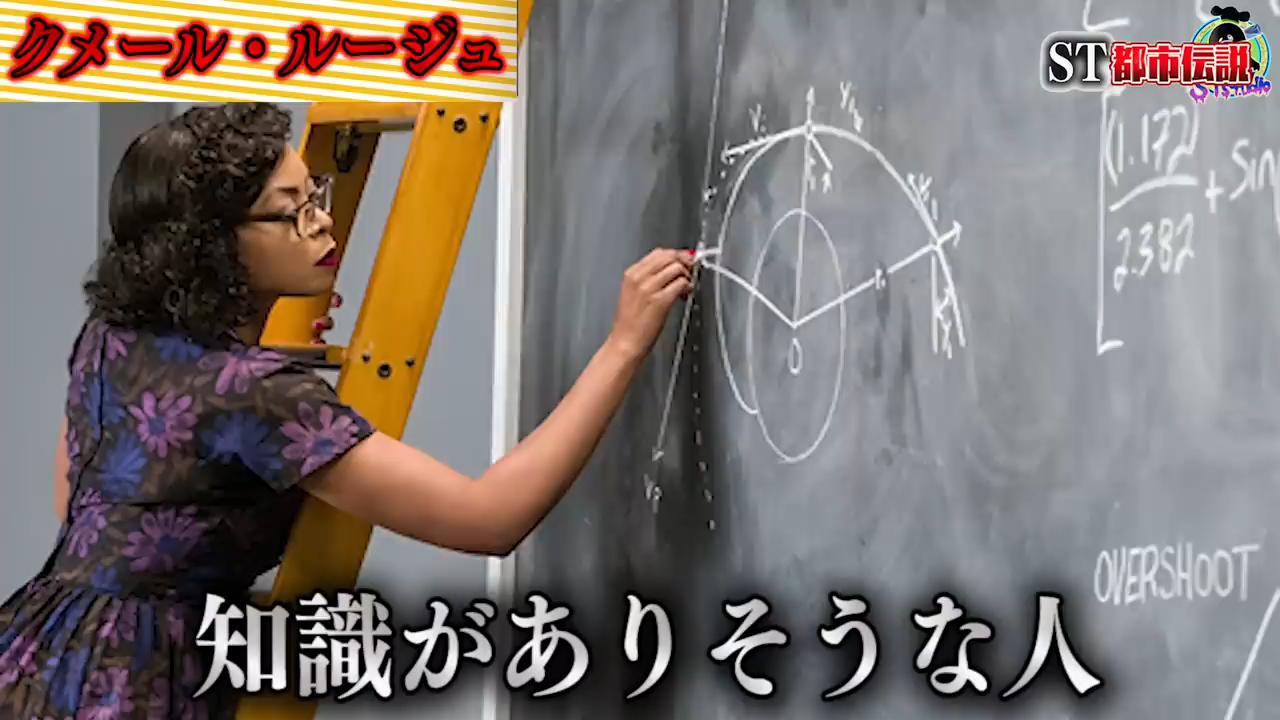 クメール・ルージュ
ST都市伝説
(1.172)
2.382
+ Sin
OVERSHOOT
知識がありそうな人